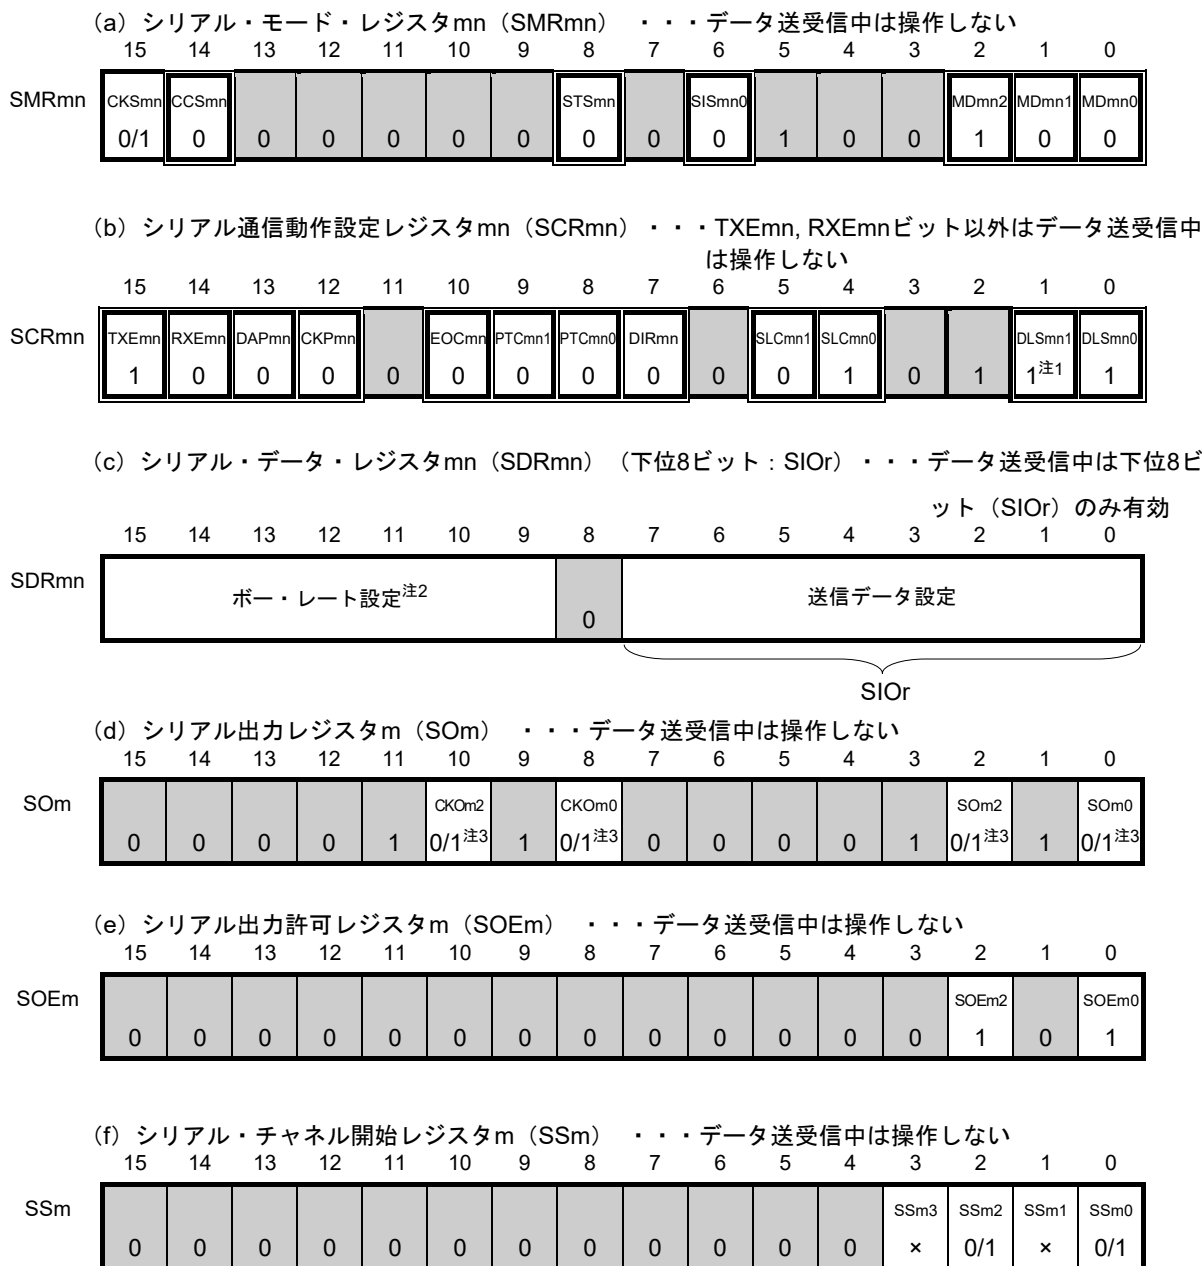 (a) シリアル・モード・レジスタmn（SMRmn） ・・・データ送受信中は操作しない
15 14 13 12 11 10 9 8 7 6 5 4 3 2 1 0
SMRmn CKSmn CCSmn STSmn SISmn0 MDmn2 MDmn1 MDmn0
0/1 0 0 0 0 0 0 0 0 0 1 0 0 1 0 0
(b) シリアル通信動作設定レジスタmn（SCRmn）・・・TXEmn, RXEmnビット以外はデータ送受信中
は操作しない
15 14 13 12 11 10 9 8 7 6 5 4 3 2 1 0
SCRmn TXEmn RXEmn DAPmn CKPmn EOCmn PTCmn1 PTCmn0 DIRmn SLCmn1 SLCmn0 DLSmn1 DLSmn0
1 0 0 0 0 0 0 0 0 0 0 1 0 1 1注1 1
(c) シリアル・データ・レジスタmn（SDRmn）（下位8ビット：SIOr）・・・データ送受信中は下位8ビ
ット（SIOr）のみ有効
15 14 13 12 11 10 9 8 7 6 5 4 3 2 1 0
SDRmn ボー・レート設定注2 0 送信データ設定
SIOr
(d) シリアル出力レジスタm（SOm） ・・・データ送受信中は操作しない
15 14 13 12 11 10 9 8 7 6 5 4 3 2 1 0
SOm CKOm2 CKOm0 SOm2 SOm0
0 0 0 0 1 0/1注3 1 0/1注3 0 0 0 0 1 0/1注3 1 0/1注3
(e) シリアル出力許可レジスタm（SOEm） ・・・データ送受信中は操作しない
15 14 13 12 11 10 9 8 7 6 5 4 3 2 1 0
SOEm SOEm2 SOEm0
0 0 0 0 0 0 0 0 0 0 0 0 0 1 0 1
(f) シリアル・チャネル開始レジスタm（SSm） ・・・データ送受信中は操作しない
15 14 13 12 11 10 9 8 7 6 5 4 3 2 1 0
SSm SSm3 SSm2 SSm1 SSm0
0 0 0 0 0 0 0 0 0 0 0 0 × 0/1 × 0/1